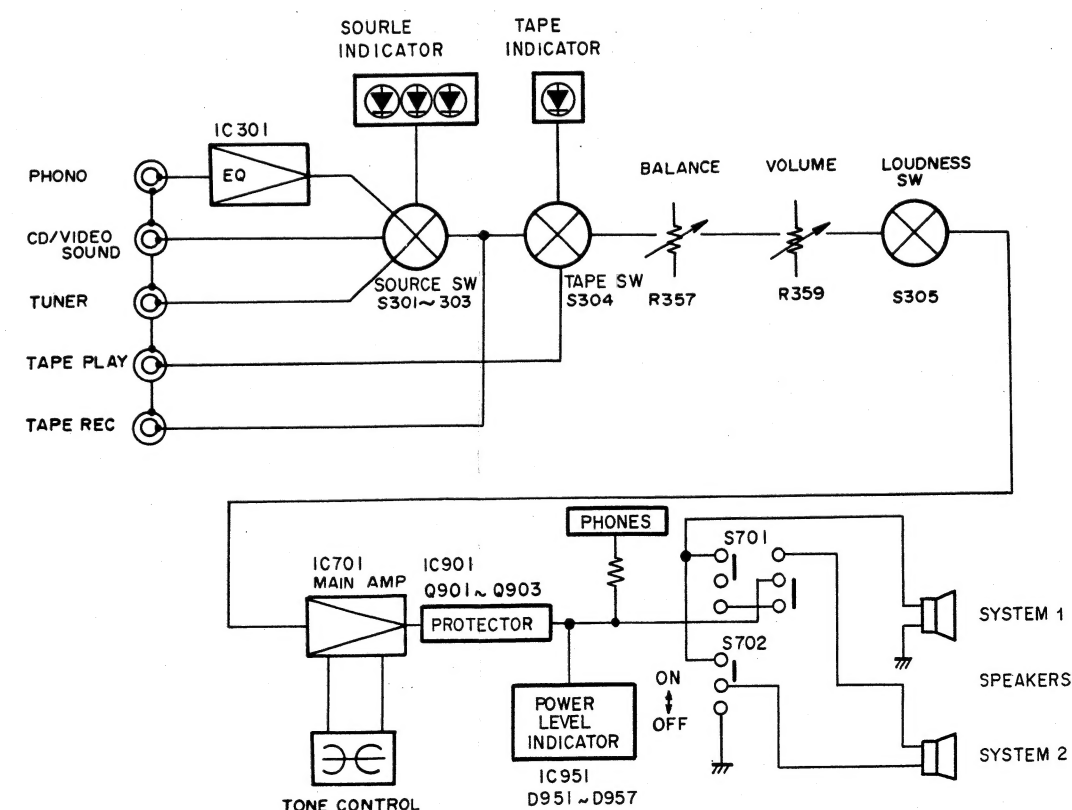 SOURLE
INDICATOR
TAPE
INDICATOR
IC301
EQ
PHONO
CD/VIDEO
SOUND
TUNER
TAPE PLAY
TAPE REC
SOURCE SW
S301~303
TAPE SW
S304
BALANCE
R357
VOLUME
R359
LOUDNESS
SW
S305
PHONES
IC701
MAIN AMP
IC901
Q901~Q903
PROTECTOR
S701
S702
ON
OFF
POWER
LEVEL
INDICATOR
IC951
D951~D957
TONE CONTROL
SYSTEM 1
SPEAKERS
SYSTEM 2